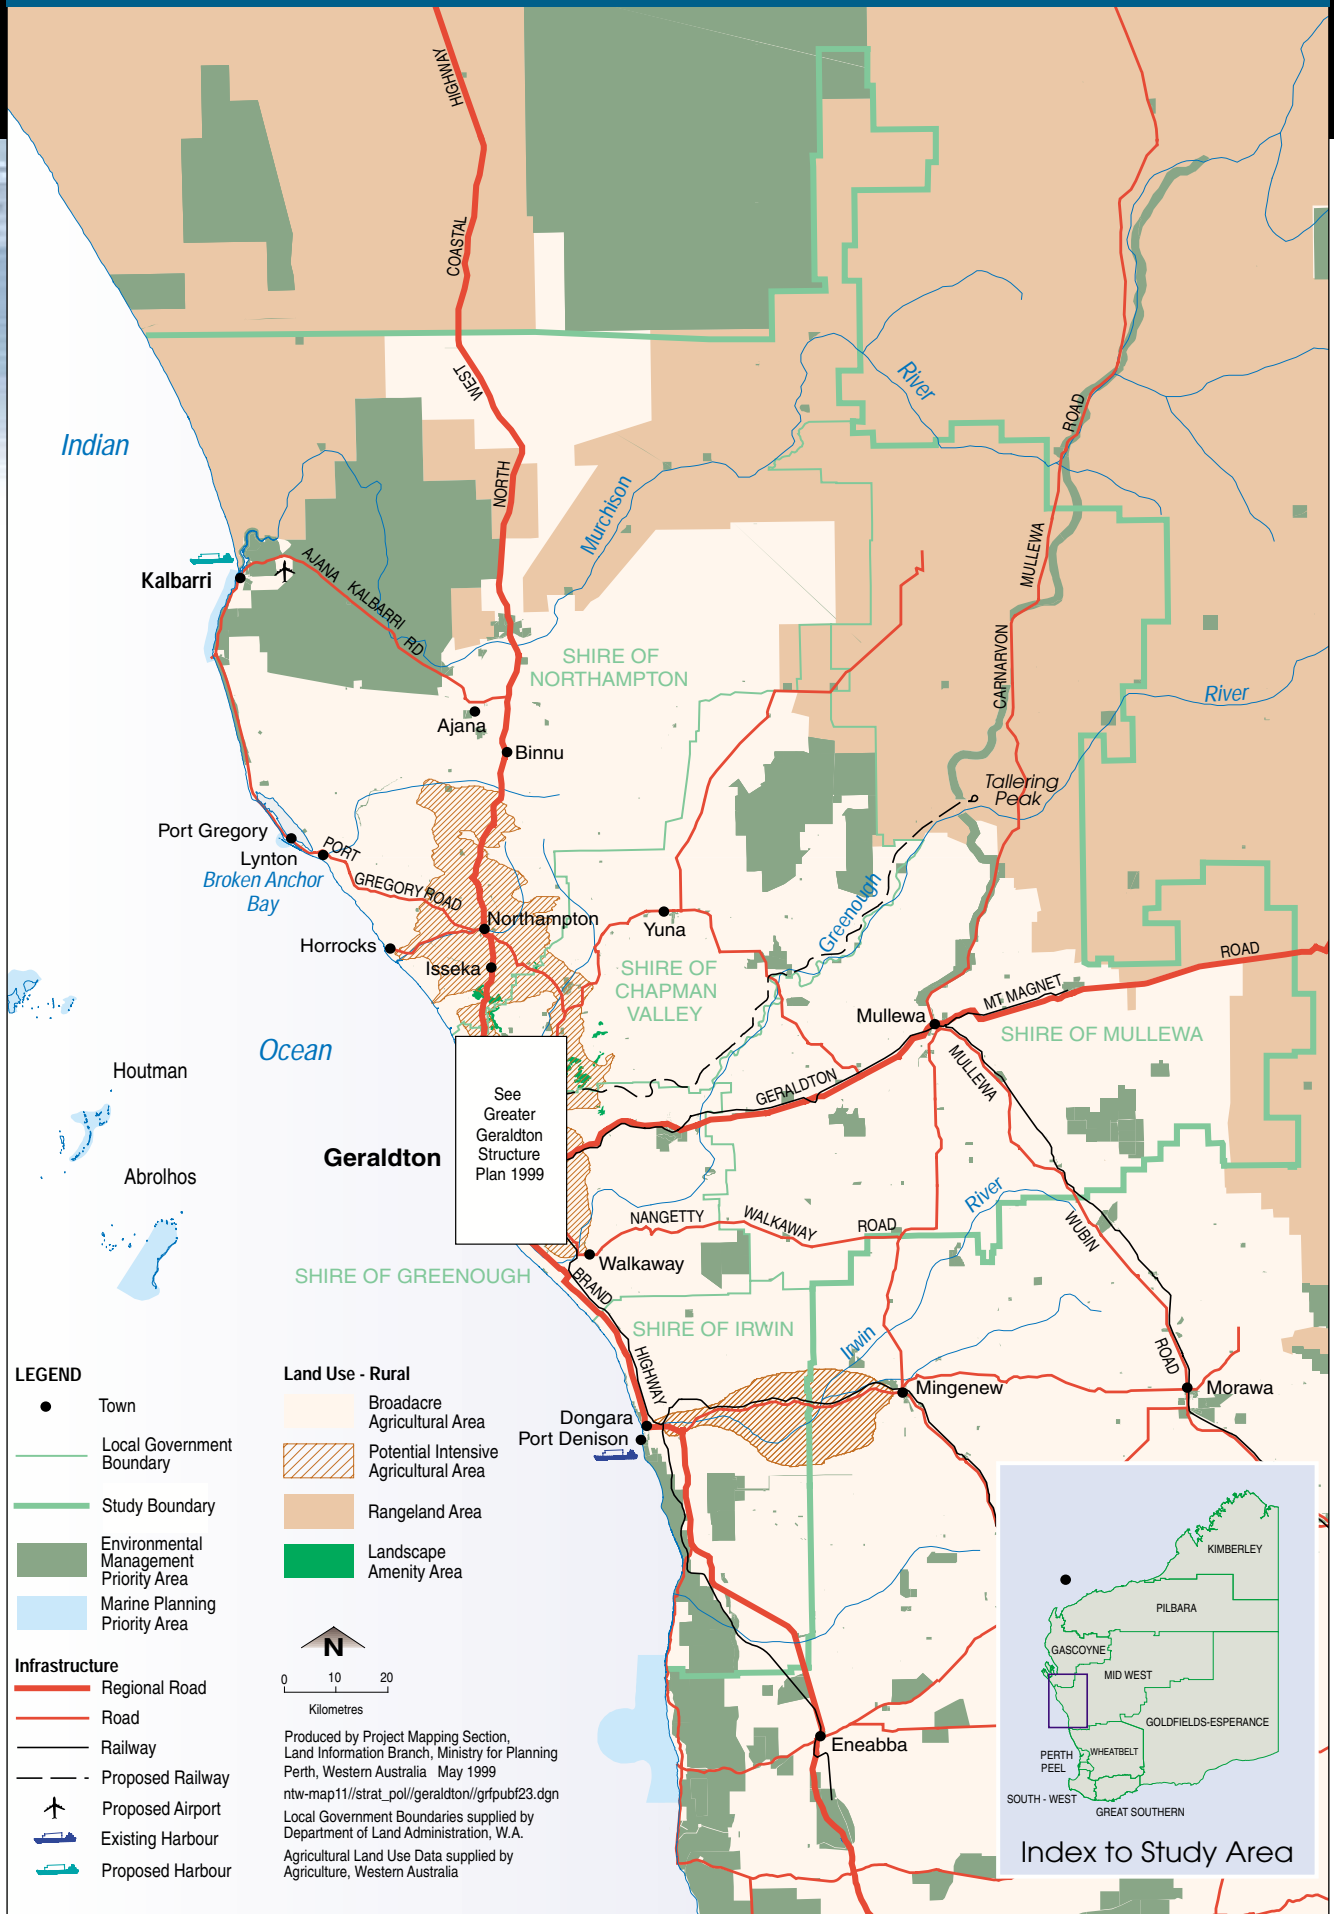 HIGHWAY
COASTAL
WEST
NORTH
River
Indian
ROAD
Murchison
MULLEWA
AJANA KALBARRI RD
Kalbarri
CARNARVON
SHIRE OF
NORTHAMPTON
River
Ajana
Binnu
Tallering
Peak
Port Gregory
Lynton
PORT
GREGORY ROAD
Broken Anchor
Bay
Greenough
Northampton
Yuna
Horrocks
Isseka
SHIRE OF
CHAPMAN
VALLEY
ROAD
MT MAGNET
Mullewa
SHIRE OF MULLEWA
Ocean
Houtman
MULLEWA
GERALDTON
See
Greater
Geraldton
Structure
Plan 1999
Geraldton
Abrolhos
River
NANGETTY
WALKAWAY
ROAD
WUBIN
Walkaway
SHIRE OF GREENOUGH
BRAND
SHIRE OF IRWIN
Irwin
HIGHWAY
ROAD
Mingenew
Morawa
Dongara
Port Denison
Eneabba
LEGEND
Town
Local Government
Boundary
Study Boundary
Environmental
Management
Priority Area
Marine Planning
Priority Area
Infrastructure
Regional Road
Road
Railway
Proposed Railway
Proposed Airport
Existing Harbour
Proposed Harbour
Land Use - Rural
Broadacre
Agricultural Area
Potential Intensive
Agricultural Area
Rangeland Area
Landscape
Amenity Area
N
0 10 20
Kilometres
Produced by Project Mapping Section,
Land Information Branch, Ministry for Planning
Perth, Western Australia May 1999
ntw-map11//strat_pol//geraldton//grfpubf23.dgn
Local Government Boundaries supplied by
Department of Land Administration, W.A.
Agricultural Land Use Data supplied by
Agriculture, Western Australia
KIMBERLEY
PILBARA
GASCOYNE
MID WEST
GOLDFIELDS-ESPERANCE
WHEATBELT
PERTH
PEEL
SOUTH - WEST
GREAT SOUTHERN
Index to Study Area